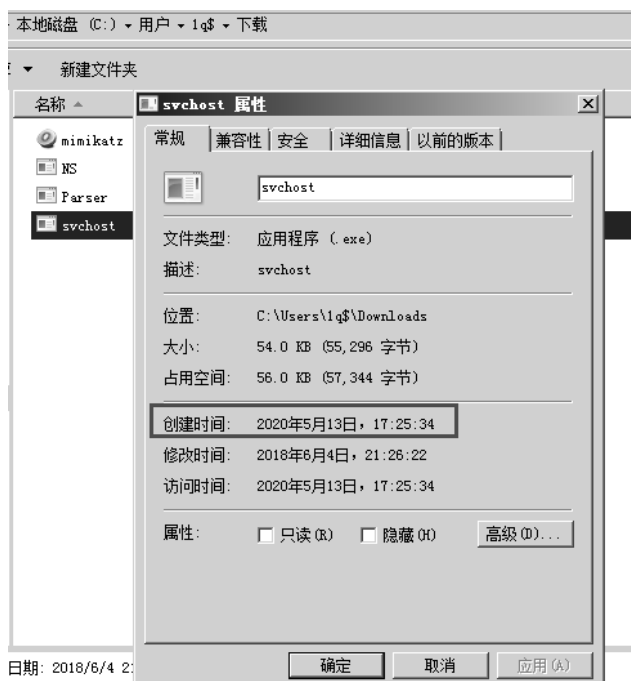 本地磁盘 (C:) ▾ 用户 ▾ 1q$ ▾ 下载
新建文件夹
名称
svchost 属性
mimikatz
NS
Parser
svchost
常规 兼容性 安全 详细信息 以前的版本
svchost
文件类型: 应用程序 (.exe)
描述: svchost
位置: C:\Users\1q$\Downloads
大小: 54.0 KB (55,296 字节)
占用空间: 56.0 KB (57,344 字节)
创建时间: 2020年5月13日，17:25:34
修改时间: 2018年6月4日，21:26:22
访问时间: 2020年5月13日，17:25:34
属性: 只读(R) 隐藏(H) 高级(D)...
日期: 2018/6/4 2
确定 取消 应用(A)